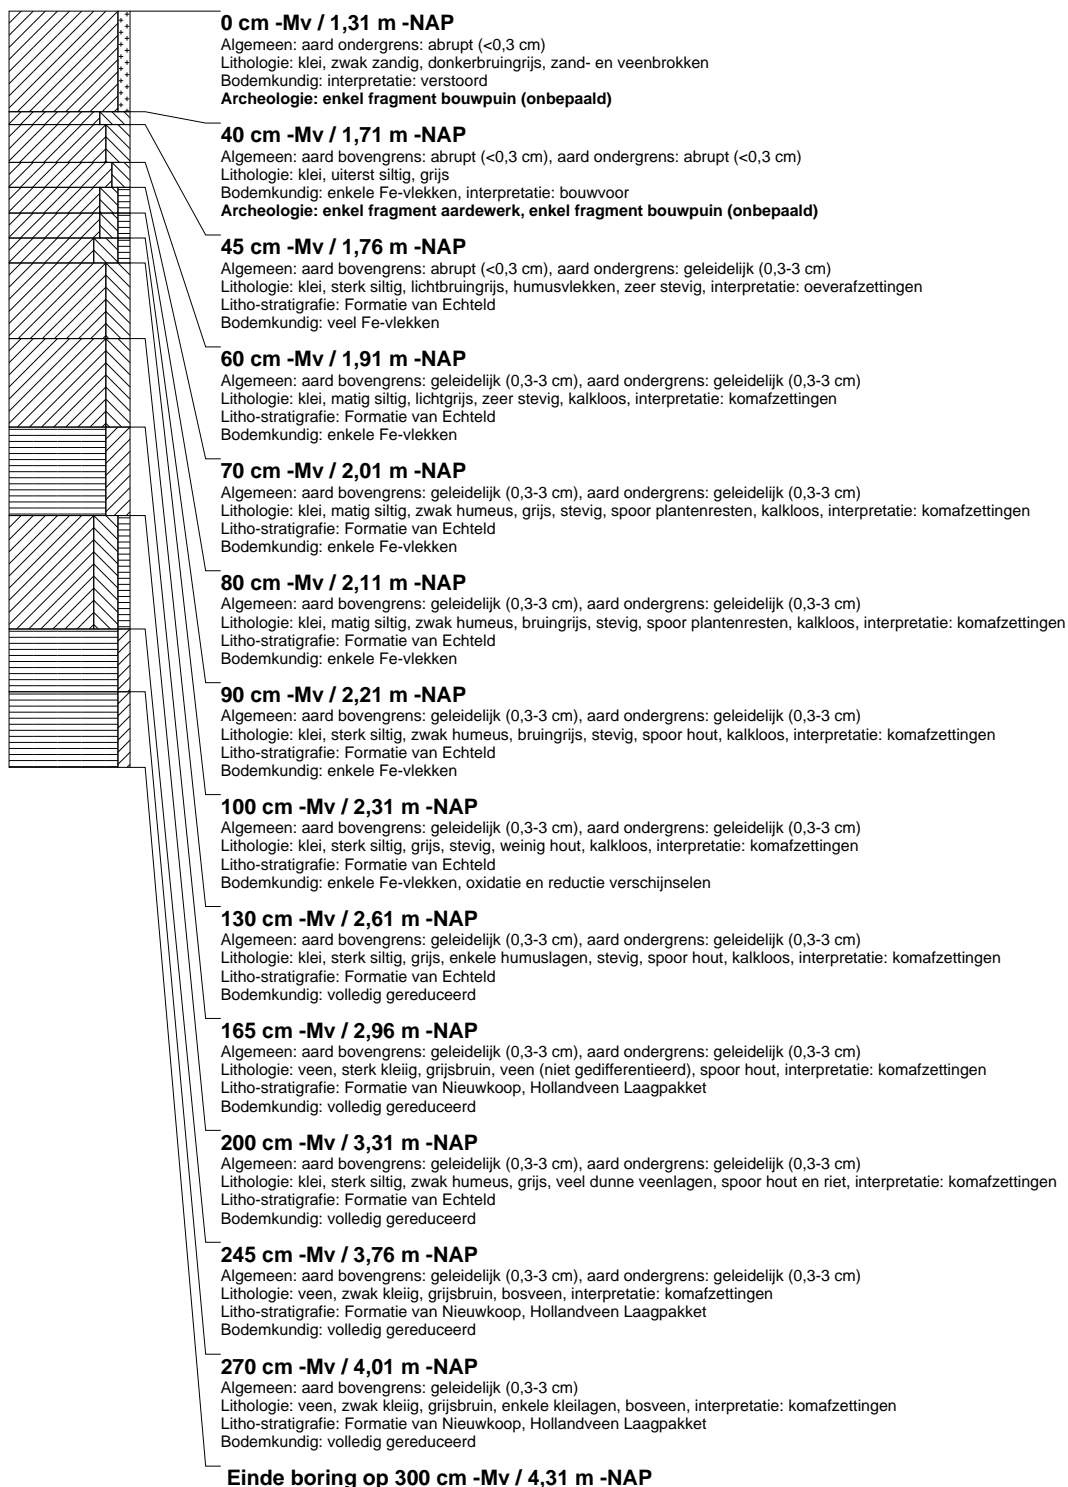 0 cm -Mv / 1,31 m -NAP
Algemeen: aard ondergrens: abrupt (<0,3 cm)
Lithologie: klei, zwak zandig, donkerbruingrijs, zand- en veenbrokken
Bodemkundig: interpretatie: verstoord
Archeologie: enkel fragment bouwpuin (onbepaald)
40 cm -Mv / 1,71 m -NAP
Algemeen: aard bovengrens: abrupt (<0,3 cm), aard ondergrens: abrupt (<0,3 cm)
Lithologie: klei, uiterst siltig, grijs
Bodemkundig: enkele Fe-vlekken, interpretatie: bouwvoor
Archeologie: enkel fragment aardewerk, enkel fragment bouwpuin (onbepaald)
45 cm -Mv / 1,76 m -NAP
Algemeen: aard bovengrens: abrupt (<0,3 cm), aard ondergrens: geleidelijk (0,3-3 cm)
Lithologie: klei, sterk siltig, lichtbruingrijs, humusvlekken, zeer stevig, interpretatie: oeverafzettingen
Litho-stratigrafie: Formatie van Echteld
Bodemkundig: veel Fe-vlekken
60 cm -Mv / 1,91 m -NAP
Algemeen: aard bovengrens: geleidelijk (0,3-3 cm), aard ondergrens: geleidelijk (0,3-3 cm)
Lithologie: klei, matig siltig, lichtgrijs, zeer stevig, kalkloos, interpretatie: komafzettingen
Litho-stratigrafie: Formatie van Echteld
Bodemkundig: enkele Fe-vlekken
70 cm -Mv / 2,01 m -NAP
Algemeen: aard bovengrens: geleidelijk (0,3-3 cm), aard ondergrens: geleidelijk (0,3-3 cm)
Lithologie: klei, matig siltig, zwak humeus, grijs, stevig, spoor plantenresten, kalkloos, interpretatie: komafzettingen
Litho-stratigrafie: Formatie van Echteld
Bodemkundig: enkele Fe-vlekken
80 cm -Mv / 2,11 m -NAP
Algemeen: aard bovengrens: geleidelijk (0,3-3 cm), aard ondergrens: geleidelijk (0,3-3 cm)
Lithologie: klei, matig siltig, zwak humeus, bruingrijs, stevig, spoor plantenresten, kalkloos, interpretatie: komafzettingen
Litho-stratigrafie: Formatie van Echteld
Bodemkundig: enkele Fe-vlekken
90 cm -Mv / 2,21 m -NAP
Algemeen: aard bovengrens: geleidelijk (0,3-3 cm), aard ondergrens: geleidelijk (0,3-3 cm)
Lithologie: klei, sterk siltig, zwak humeus, bruingrijs, stevig, spoor hout, kalkloos, interpretatie: komafzettingen
Litho-stratigrafie: Formatie van Echteld
Bodemkundig: enkele Fe-vlekken
100 cm -Mv / 2,31 m -NAP
Algemeen: aard bovengrens: geleidelijk (0,3-3 cm), aard ondergrens: geleidelijk (0,3-3 cm)
Lithologie: klei, sterk siltig, grijs, stevig, weinig hout, kalkloos, interpretatie: komafzettingen
Litho-stratigrafie: Formatie van Echteld
Bodemkundig: enkele Fe-vlekken, oxidatie en reductie verschijnselen
130 cm -Mv / 2,61 m -NAP
Algemeen: aard bovengrens: geleidelijk (0,3-3 cm), aard ondergrens: geleidelijk (0,3-3 cm)
Lithologie: klei, sterk siltig, grijs, enkele humuslagen, stevig, spoor hout, kalkloos, interpretatie: komafzettingen
Litho-stratigrafie: Formatie van Echteld
Bodemkundig: volledig gereduceerd
165 cm -Mv / 2,96 m -NAP
Algemeen: aard bovengrens: geleidelijk (0,3-3 cm), aard ondergrens: geleidelijk (0,3-3 cm)
Lithologie: veen, sterk kleiig, grijsbruin, veen (niet gedifferentieerd), spoor hout, interpretatie: komafzettingen
Litho-stratigrafie: Formatie van Nieuwkoop, Hollandveen Laagpakket
Bodemkundig: volledig gereduceerd
200 cm -Mv / 3,31 m -NAP
Algemeen: aard bovengrens: geleidelijk (0,3-3 cm), aard ondergrens: geleidelijk (0,3-3 cm)
Lithologie: klei, sterk siltig, zwak humeus, grijs, veel dunne veenlagen, spoor hout en riet, interpretatie: komafzettingen
Litho-stratigrafie: Formatie van Echteld
Bodemkundig: volledig gereduceerd
245 cm -Mv / 3,76 m -NAP
Algemeen: aard bovengrens: geleidelijk (0,3-3 cm), aard ondergrens: geleidelijk (0,3-3 cm)
Lithologie: veen, zwak kleiig, grijsbruin, bosveen, interpretatie: komafzettingen
Litho-stratigrafie: Formatie van Nieuwkoop, Hollandveen Laagpakket
Bodemkundig: volledig gereduceerd
270 cm -Mv / 4,01 m -NAP
Algemeen: aard bovengrens: geleidelijk (0,3-3 cm)
Lithologie: veen, zwak kleiig, grijsbruin, enkele kleilagen, bosveen, interpretatie: komafzettingen
Litho-stratigrafie: Formatie van Nieuwkoop, Hollandveen Laagpakket
Bodemkundig: volledig gereduceerd
Einde boring op 300 cm -Mv / 4,31 m -NAP